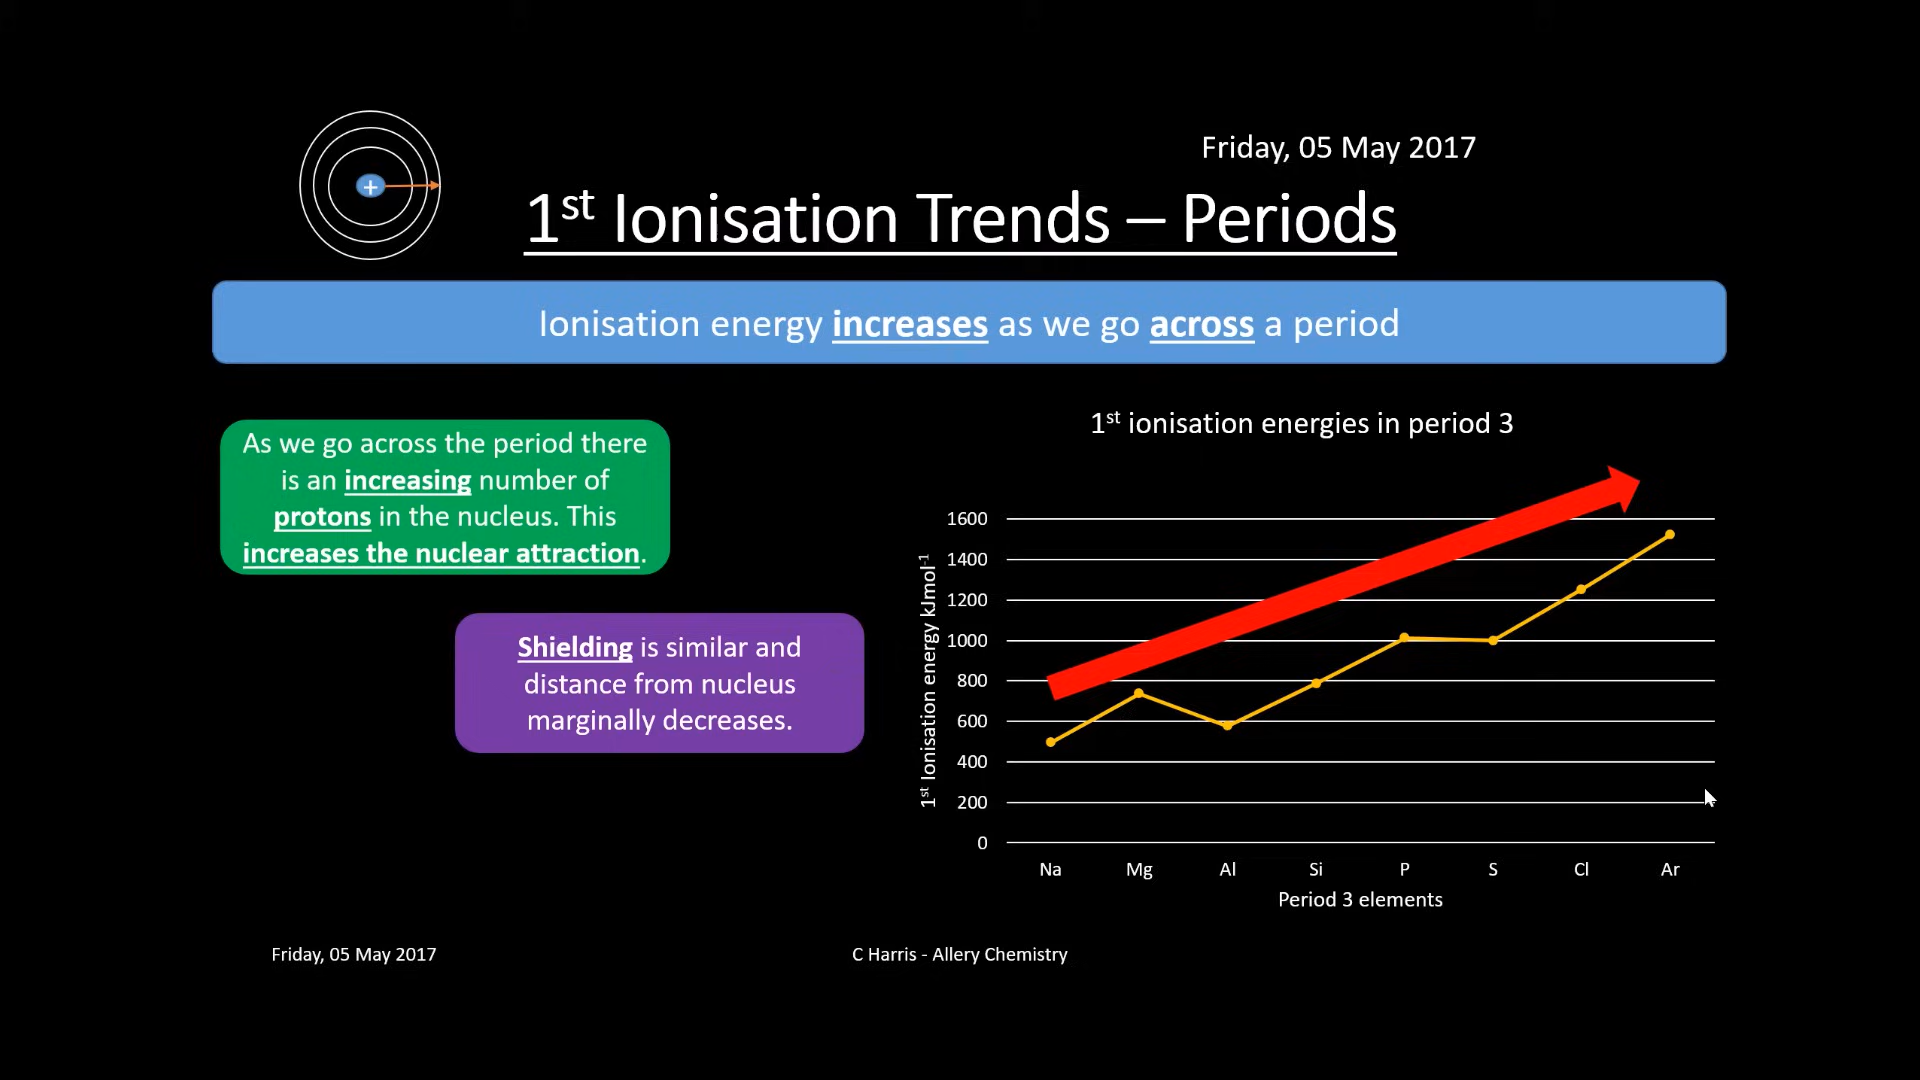 Friday, 05 May 2017
1st Ionisation Trends – Periods
Ionisation energy increases as we go across a period
As we go across the period there
is an increasing number of
protons in the nucleus. This
increases the nuclear attraction.
Shielding is similar and
distance from nucleus
marginally decreases.
1st ionisation energies in period 3
1st Ionisation energy kJmol-1
1600
1400
1200
1000
800
600
400
200
0
Na Mg Al Si P S Cl Ar
Period 3 elements
+
Friday, 05 May 2017
C Harris - Allery Chemistry